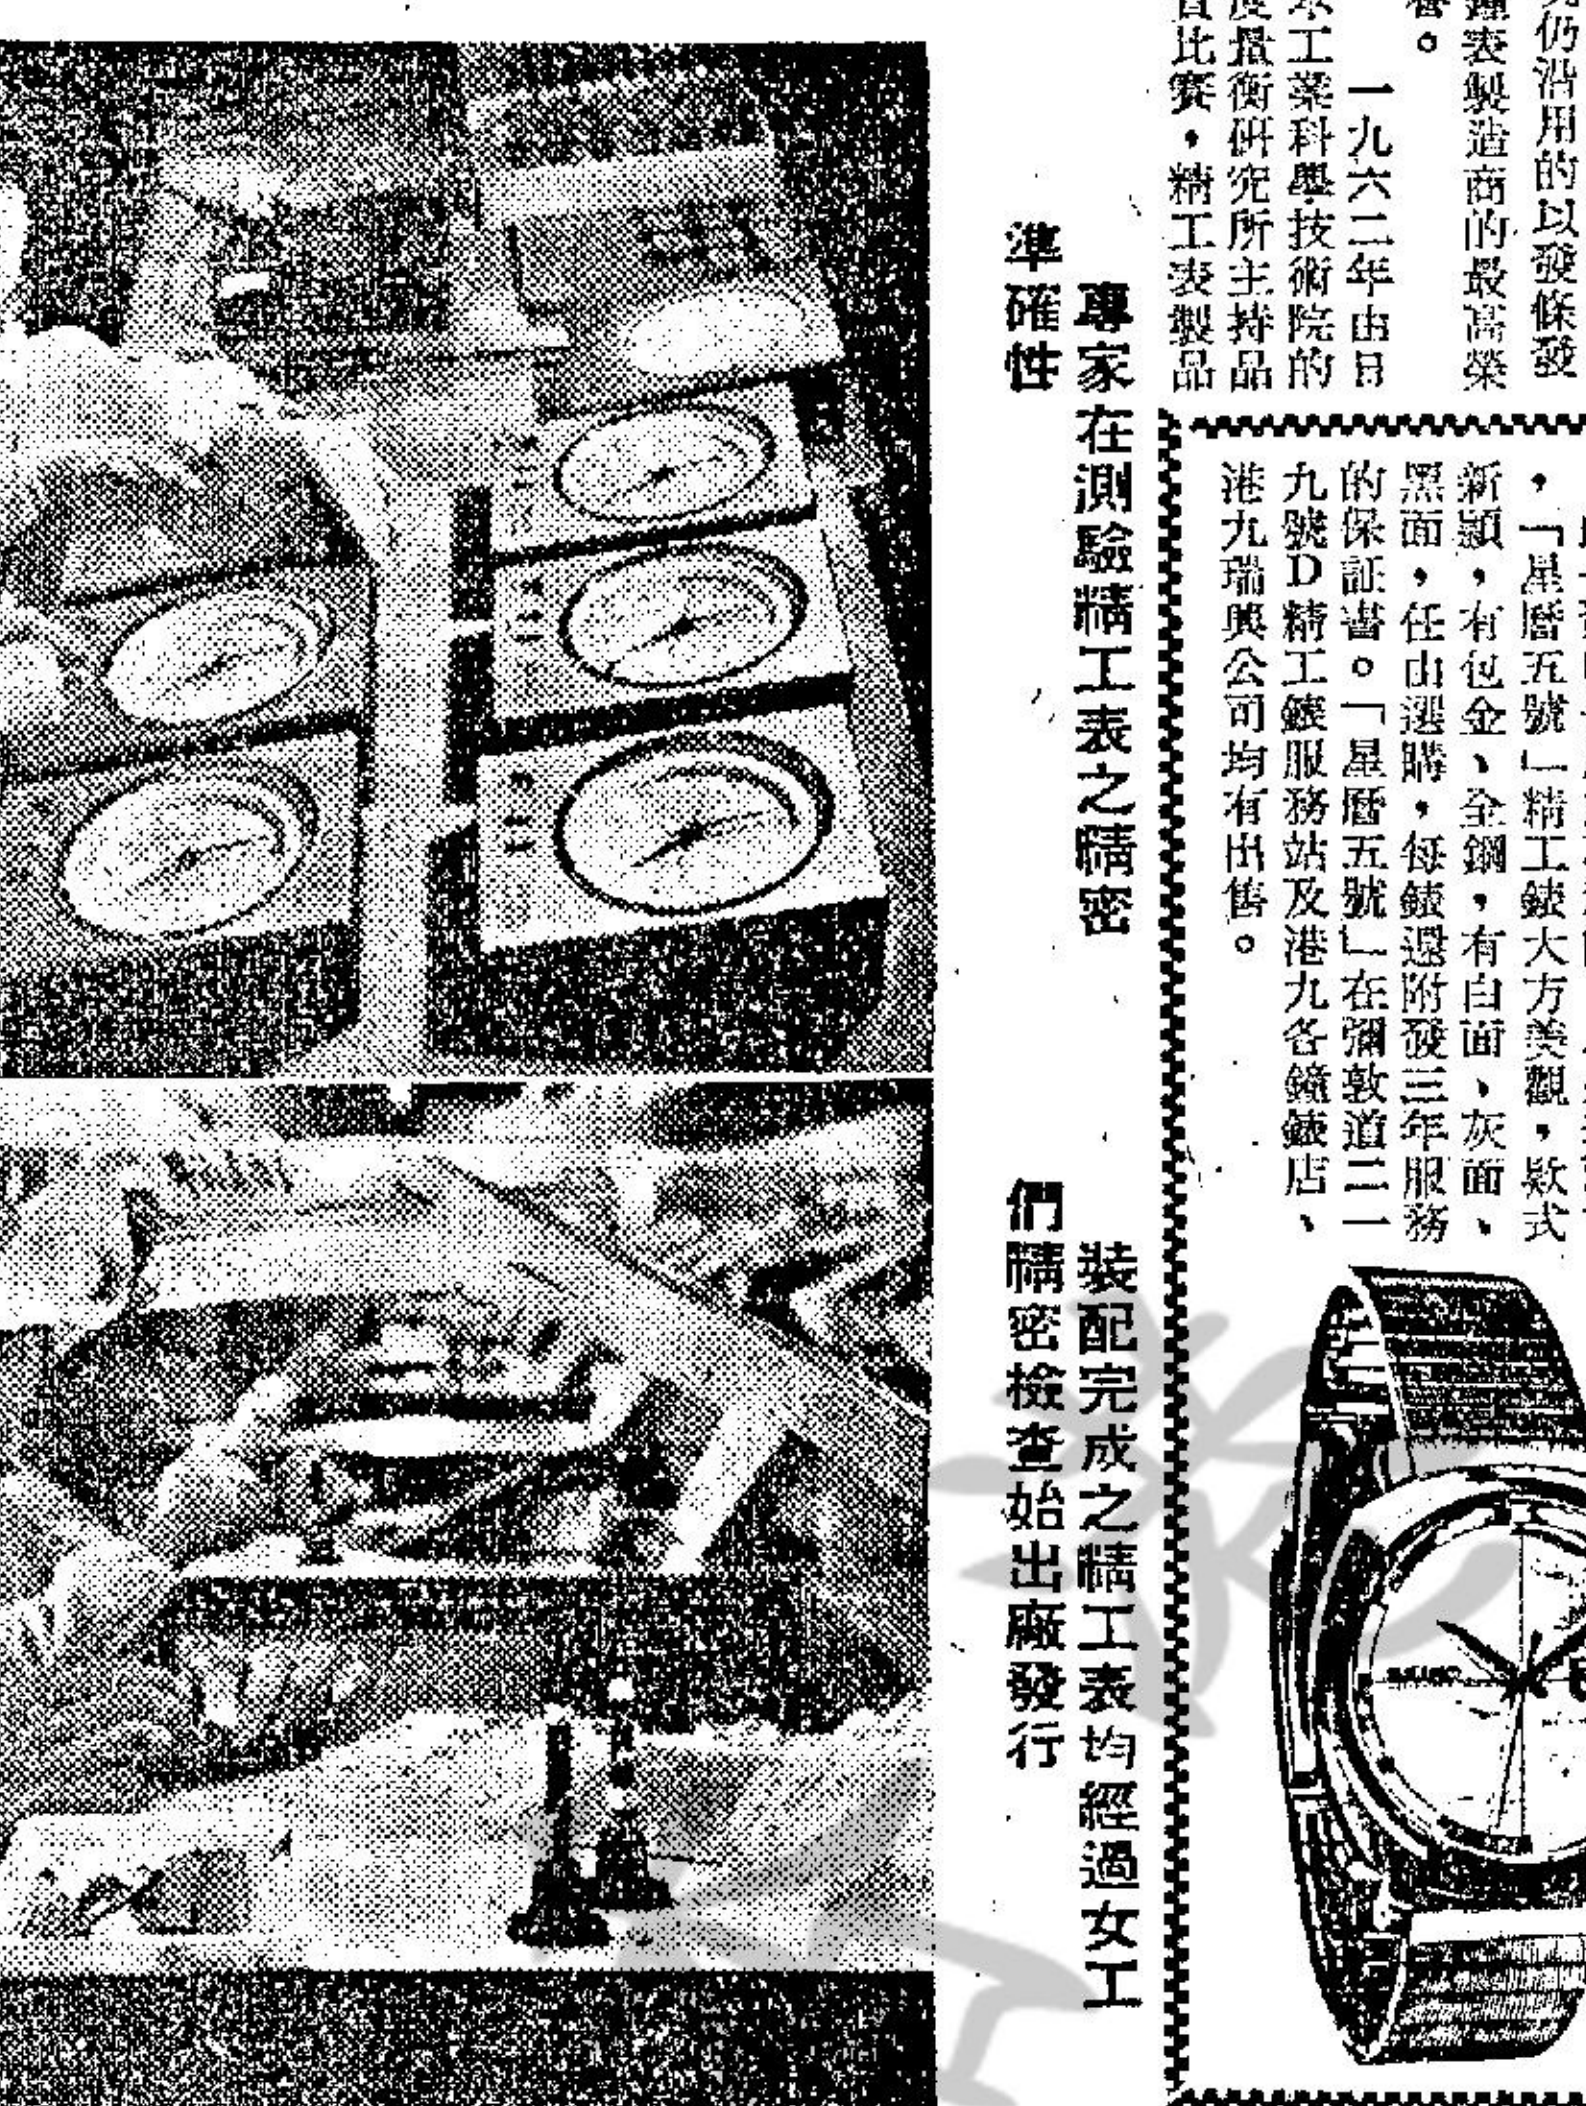 仍沿用的以發條發
鐘表製造商的最高榮
譽。
一九六二年由日
本工業科學技術院的
度量衡研究所主持品
質比賽,精工表製品
,「星曆五號」精工錶大方美觀,欵式
新穎,有包金、全鋼,有白面、灰面、
黑面,任由選購,每錶還附發三年服務
的保証書。「星曆五號」在彌敦道二一
九號D精工錶服務站及港九各鐘錶店、
港九瑞興公司均有出售。
專家在測驗精工表之精密
準確性
裝配完成之精工表均經過女工
們精密檢查始出廠發行